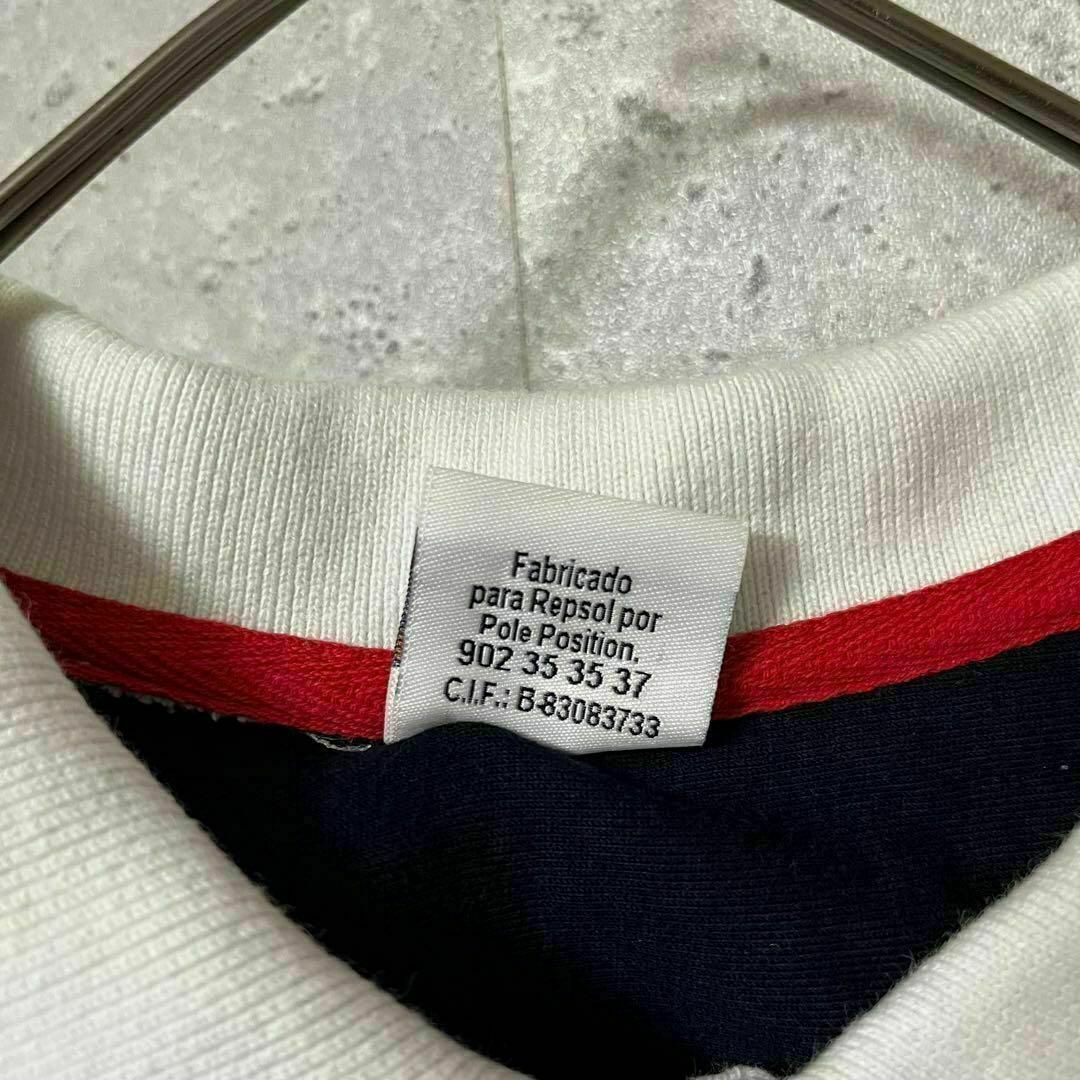 Fabricado
para Repsol por
Pole Position.
902 35 35 37
C.I.F.: B-83083733